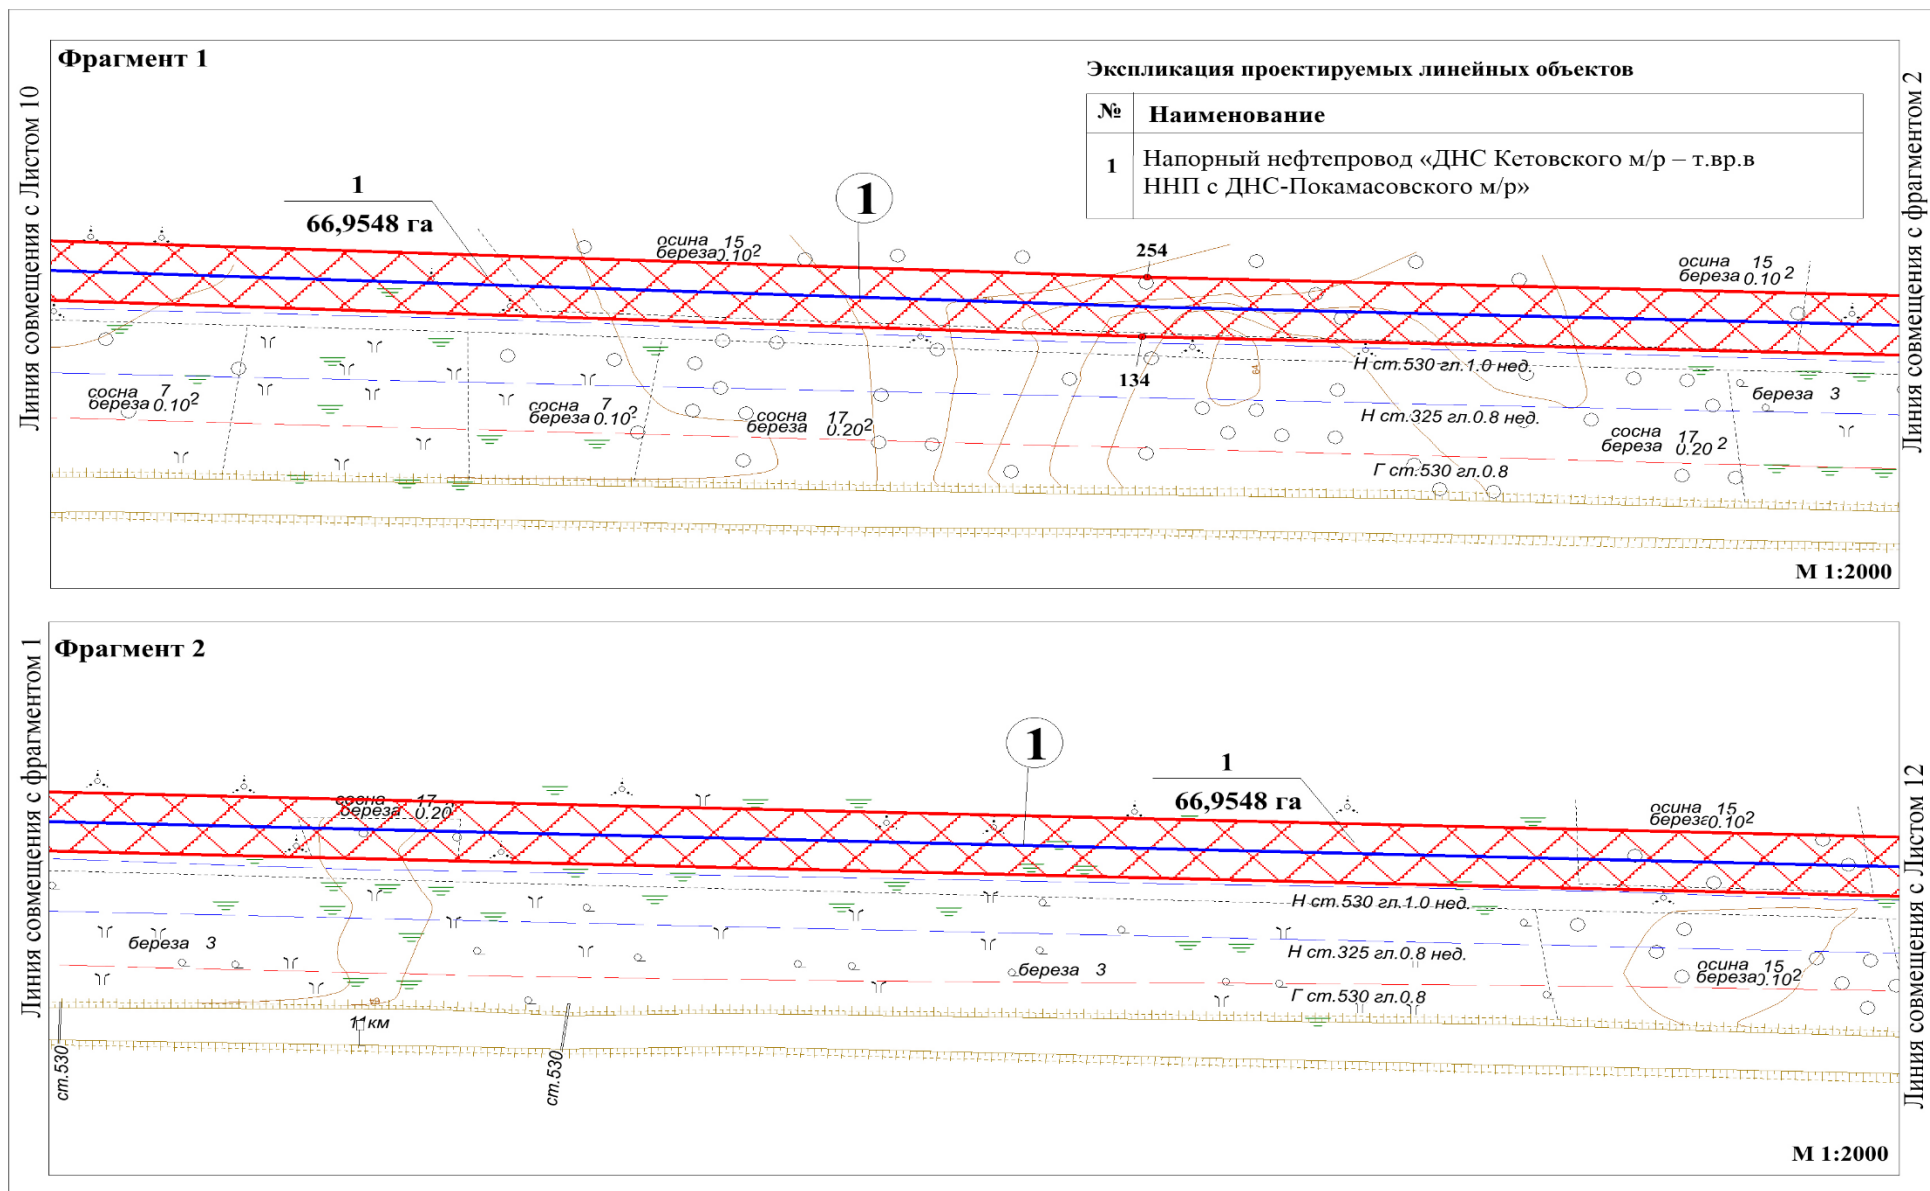 Фрагмент 1
Линия совмещения с Листом 10
Линия совмещения с фрагментом 2
Экспликация проектируемых линейных объектов
№ Наименование
1 Напорный нефтепровод «ДНС Кетовского м/р – т.вр.в
ННП с ДНС-Покамасовского м/р»
1
66,9548 га
1
осина 15
береза 0.10 2
254
осина 15
береза 0.10 2
134
64
Н ст.530 гл.1.0 нед.
Н ст.325 гл.0.8 нед.
Г ст.530 гл.0.8
сосна 7
береза 0.10 2
сосна 7
береза 0.10 2
сосна 17
береза 0.20 2
береза 3
сосна 17
береза 0.20 2
М 1:2000
Фрагмент 2
Линия совмещения с фрагментом 1
Линия совмещения с Листом 12
1
1
66,9548 га
сосна 17
береза 0.20
осина 15
береза 0.10 2
Н ст.530 гл.1.0 нед.
Н ст.325 гл.0.8 нед.
Г ст.530 гл.0.8
береза 3
береза 3
осина 15
береза 0.10 2
11 км
ст.530
ст.530
М 1:2000